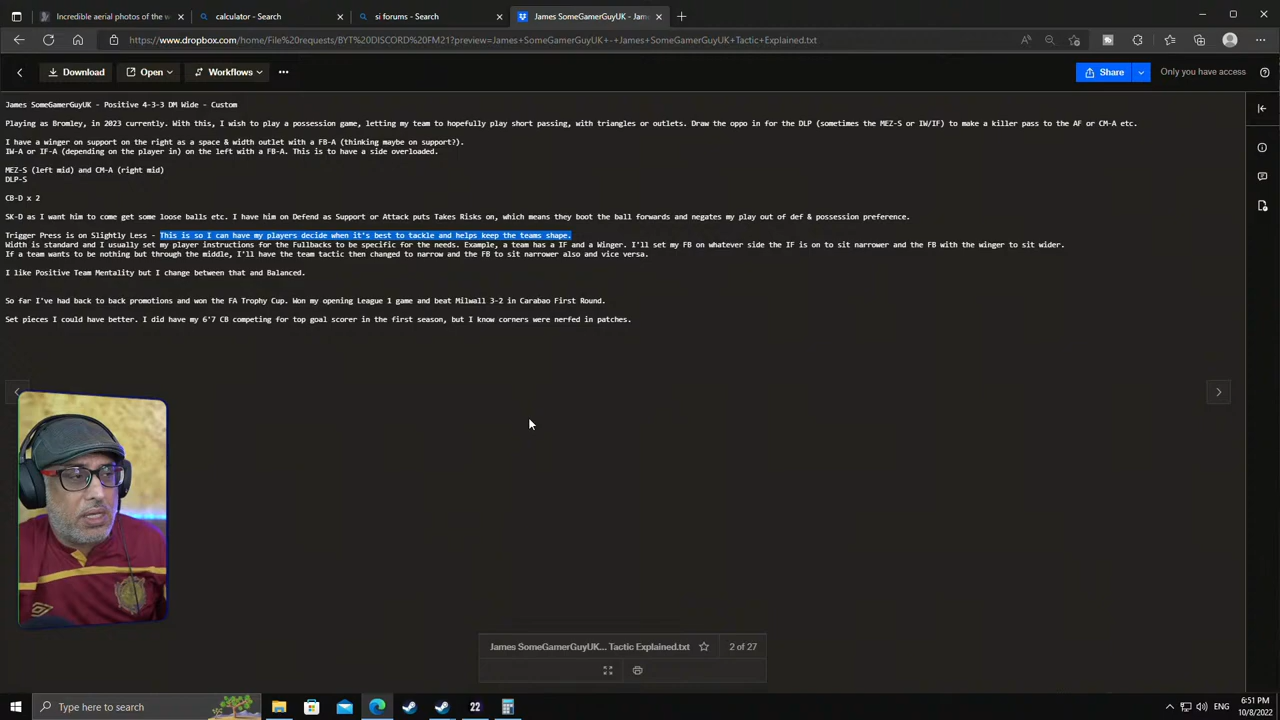 Incredible aerial photos of the w
calculator - Search
si forums - Search
James SomeGamerGuyUK - Jame
https://www.dropbox.com/home/File%20requests/BYT%20DISCORD%20FM21?preview=James+SomeGamerGuyUK+-+James+SomeGamerGuyUK+Tactic+Explained.txt
Download
Open
Workflows
Share
Only you have access
James SomeGamerGuyUK - Positive 4-3-3 DM Wide - Custom
Playing as Bromley, in 2023 currently. With this, I wish to play a possession game, letting my team to hopefully play short passing, with triangles or outlets. Draw the oppo in for the DLP (sometimes the MEZ-S or IW/IF) to make a killer pass to the AF or CM-A etc.
I have a winger on support on the right as a space & width outlet with a FB-A (thinking maybe on support?).
IW-A or IF-A (depending on the player in) on the left with a FB-A. This is to have a side overloaded.
MEZ-S (left mid) and CM-A (right mid)
DLP-S
CB-D x 2
SK-D as I want him to come get some loose balls etc. I have him on Defend as Support or Attack puts Takes Risks on, which means they boot the ball forwards and negates my play out of def & possession preference.
Trigger Press is on Slightly Less - This is so I can have my players decide when it's best to tackle and helps keep the teams shape.
Width is standard and I usually set my player instructions for the Fullbacks to be specific for the needs. Example, a team has a IF and a Winger. I'll set my FB on whatever side the IF is on to sit narrower and the FB with the winger to sit wider.
If a team wants to be nothing but through the middle, I'll have the team tactic then changed to narrow and the FB to sit narrower also and vice versa.
I like Positive Team Mentality but I change between that and Balanced.
So far I've had back to back promotions and won the FA Trophy Cup. Won my opening League 1 game and beat Milwall 3-2 in Carabao First Round.
Set pieces I could have better. I did have my 6'7 CB competing for top goal scorer in the first season, but I know corners were nerfed in patches.
James SomeGamerGuyUK... Tactic Explained.txt
2 of 27
Type here to search
22
ENG
6:51 PM
10/8/2022